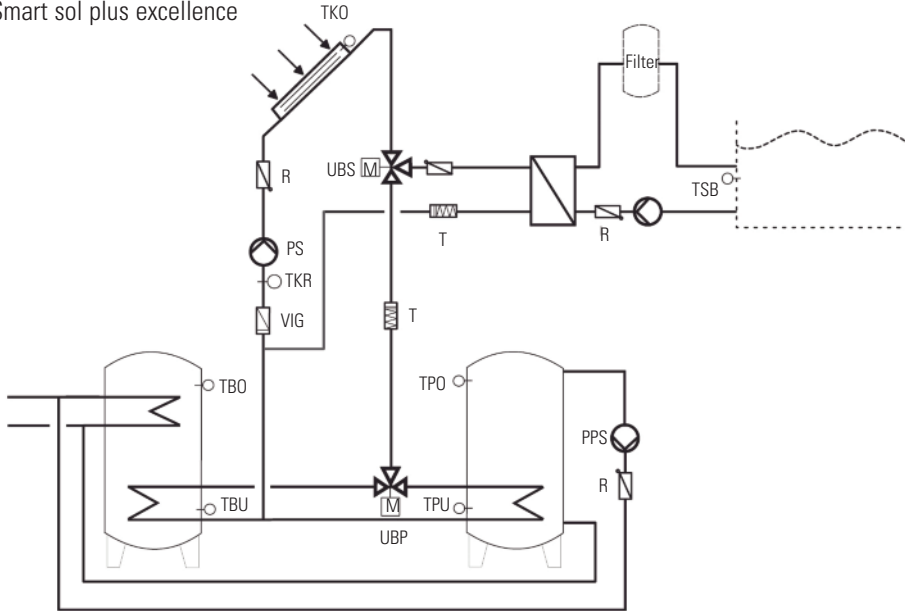 Smart sol plus excellence
TKO
Filter
UBS M
TSB
R
T
R
PS
TKR
VIG
T
TBO
TPO
PPS
R
TBU
M
TPU
UBP